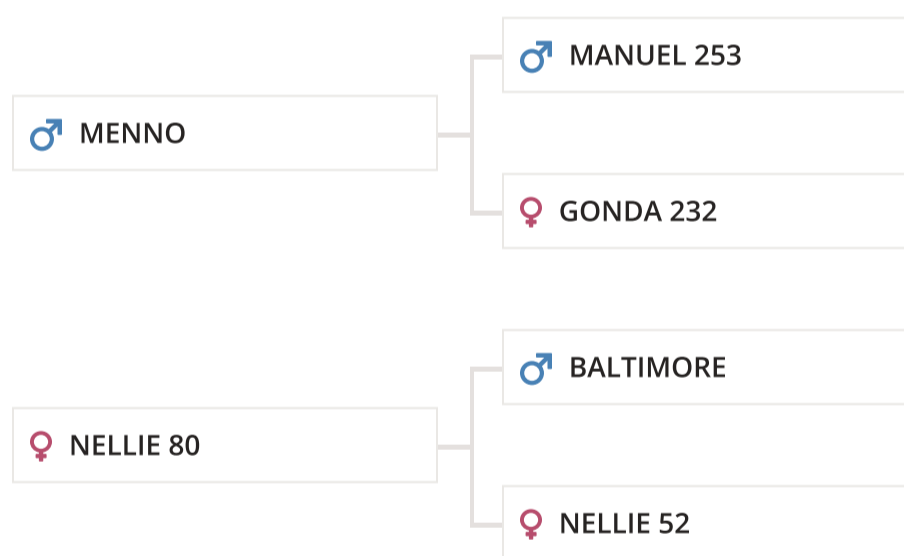 MANUEL 253
MENNO
GONDA 232
BALTIMORE
NELLIE 80
NELLIE 52